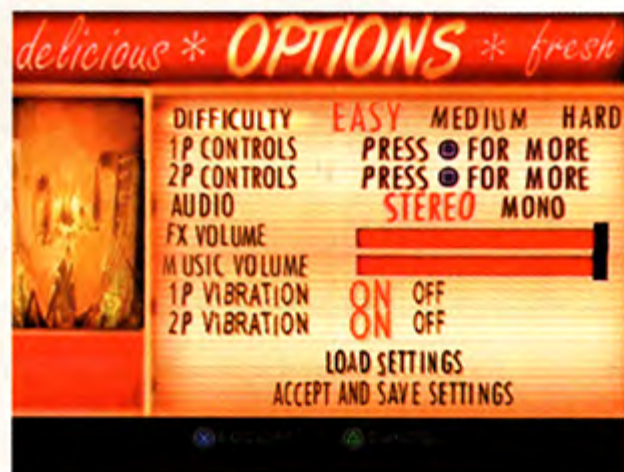 delicious * OPTIONS * fresh
DIFFICULTY EASY MEDIUM HARD
1P CONTROLS PRESS FOR MORE
2P CONTROLS PRESS FOR MORE
AUDIO STEREO MONO
FX VOLUME
MUSIC VOLUME
1P VIBRATION ON OFF
2P VIBRATION ON OFF
LOAD SETTINGS
ACCEPT AND SAVE SETTINGS